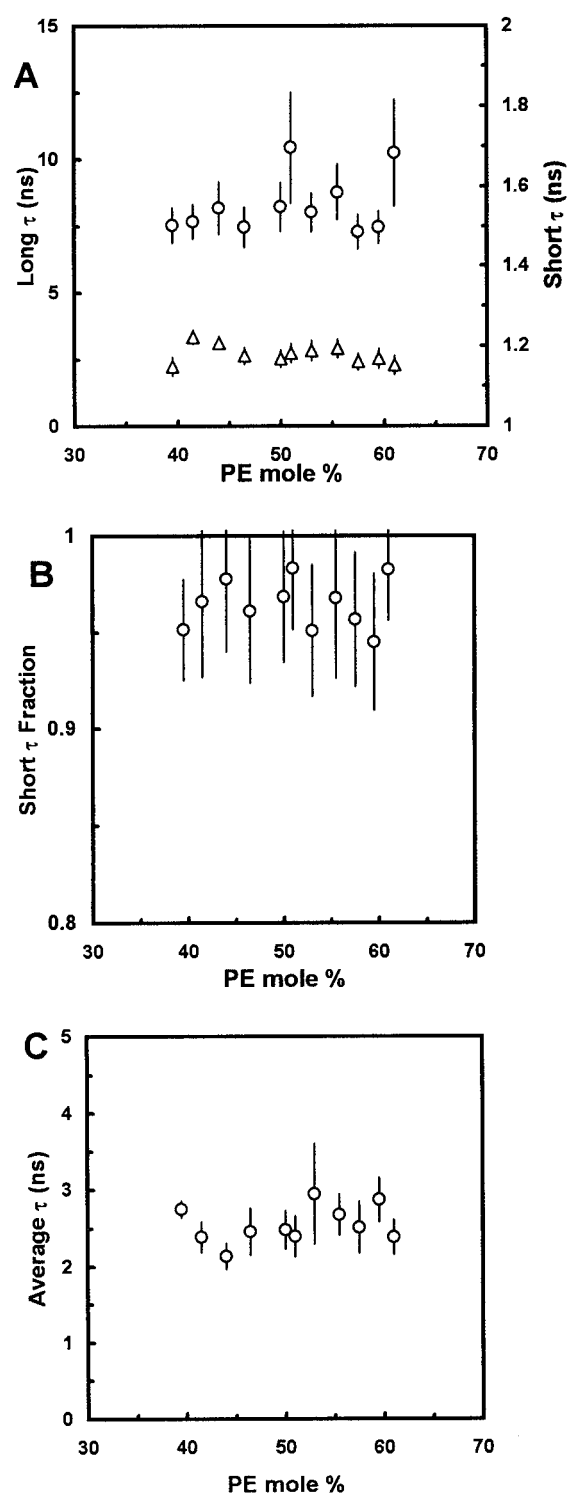 A
15
10
5
0
Long τ (ns)
2
1.8
1.6
1.4
1.2
1
Short τ (ns)
30 40 50 60 70
PE mole %
B
1
0.9
0.8
Short τ Fraction
30 40 50 60 70
PE mole %
C
5
4
3
2
1
0
Average τ (ns)
30 40 50 60 70
PE mole %